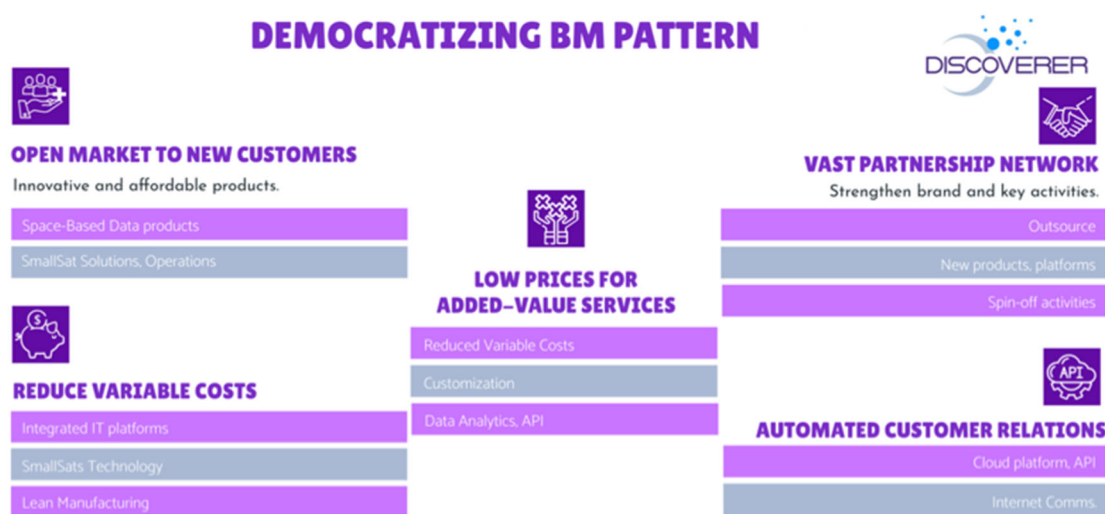 DEMOCRATIZING BM PATTERN
DISCOVERER
OPEN MARKET TO NEW CUSTOMERS
Innovative and affordable products.
Space-Based Data products
SmallSat Solutions, Operations
REDUCE VARIABLE COSTS
Integrated IT platforms
SmallSats Technology
Lean Manufacturing
LOW PRICES FOR
ADDED-VALUE SERVICES
Reduced Variable Costs
Customization
Data Analytics, API
VAST PARTNERSHIP NETWORK
Strengthen brand and key activities.
Outsource
New products, platforms
Spin-off activities
API
AUTOMATED CUSTOMER RELATIONS
Cloud platform, API
Internet Comms.